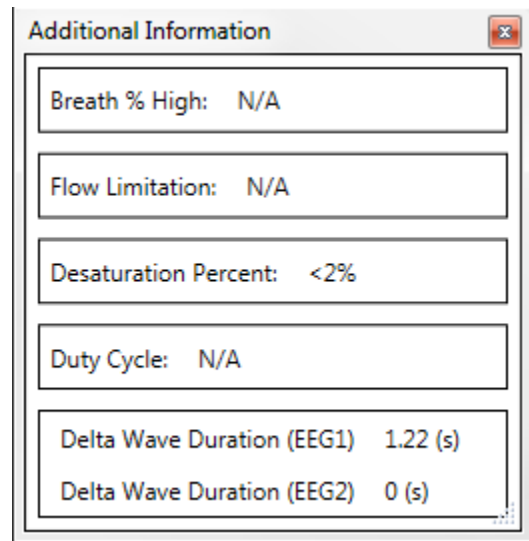 Additional Information
Breath % High: N/A
Flow Limitation: N/A
Desaturation Percent: <2%
Duty Cycle: N/A
Delta Wave Duration (EEG1) 1.22 (s)
Delta Wave Duration (EEG2) 0 (s)